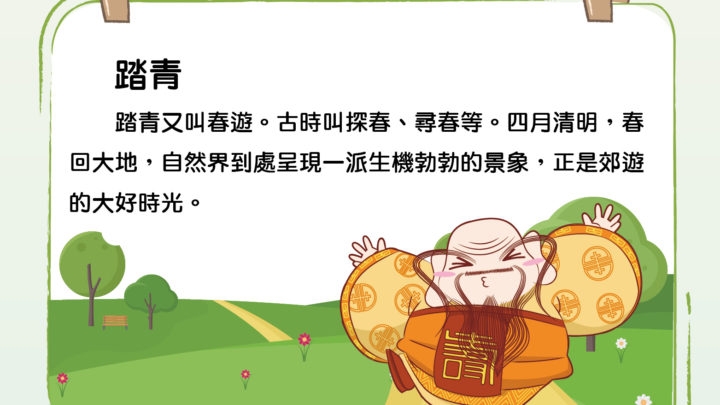 踏青
踏青又叫春遊。古時叫探春、尋春等。四月清明，春
回大地，自然界到處呈現一派生機勃勃的景象，正是郊遊
的大好時光。